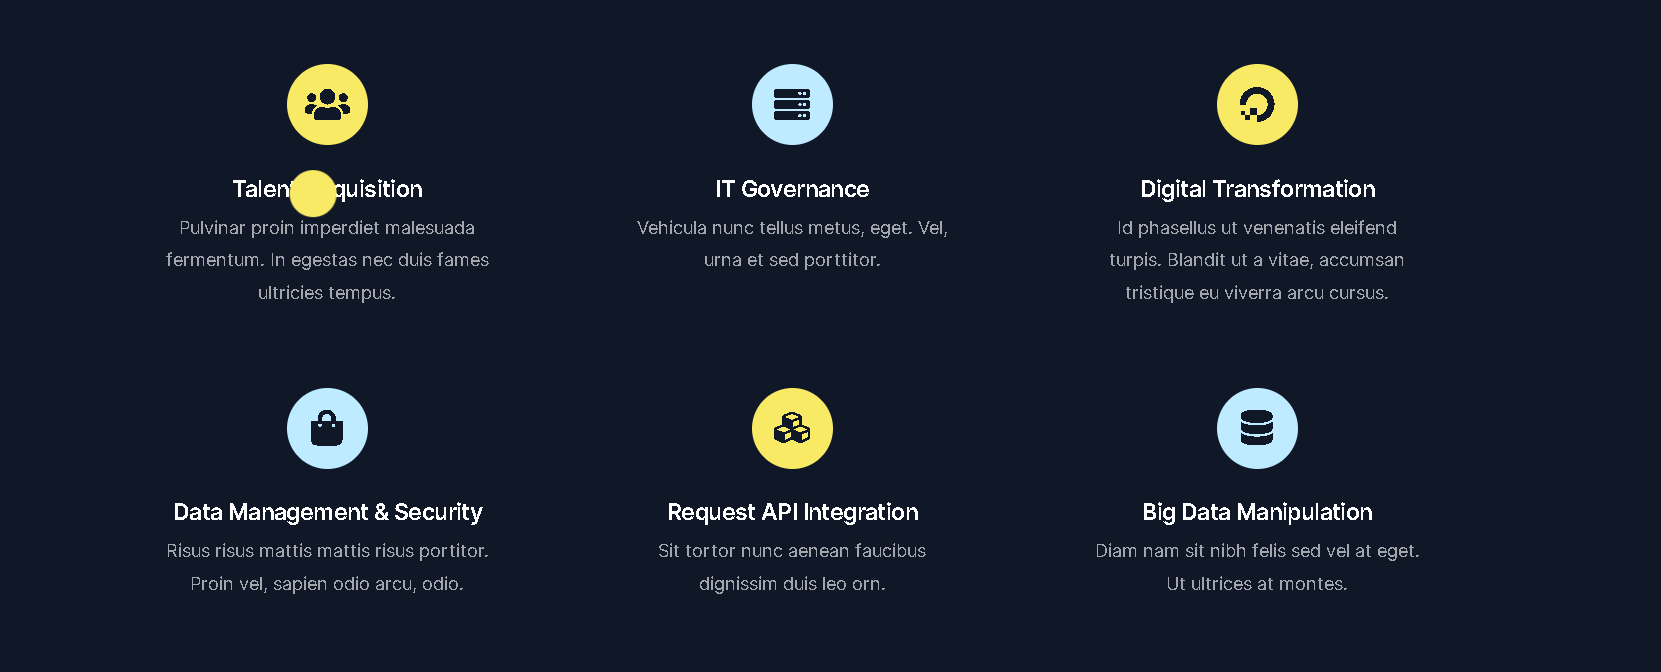 Talent quisition
Pulvinar proin imperdiet malesuada
fermentum. In egestas nec duis fames
ultricies tempus.
IT Governance
Vehicula nunc tellus metus, eget. Vel,
urna et sed porttitor.
Digital Transformation
Id phasellus ut venenatis eleifend
turpis. Blandit ut a vitae, accumsan
tristique eu viverra arcu cursus.
Data Management & Security
Risus risus mattis mattis risus portitor.
Proin vel, sapien odio arcu, odio.
Request API Integration
Sit tortor nunc aenean faucibus
dignissim duis leo orn.
Big Data Manipulation
Diam nam sit nibh felis sed vel at eget.
Ut ultrices at montes.